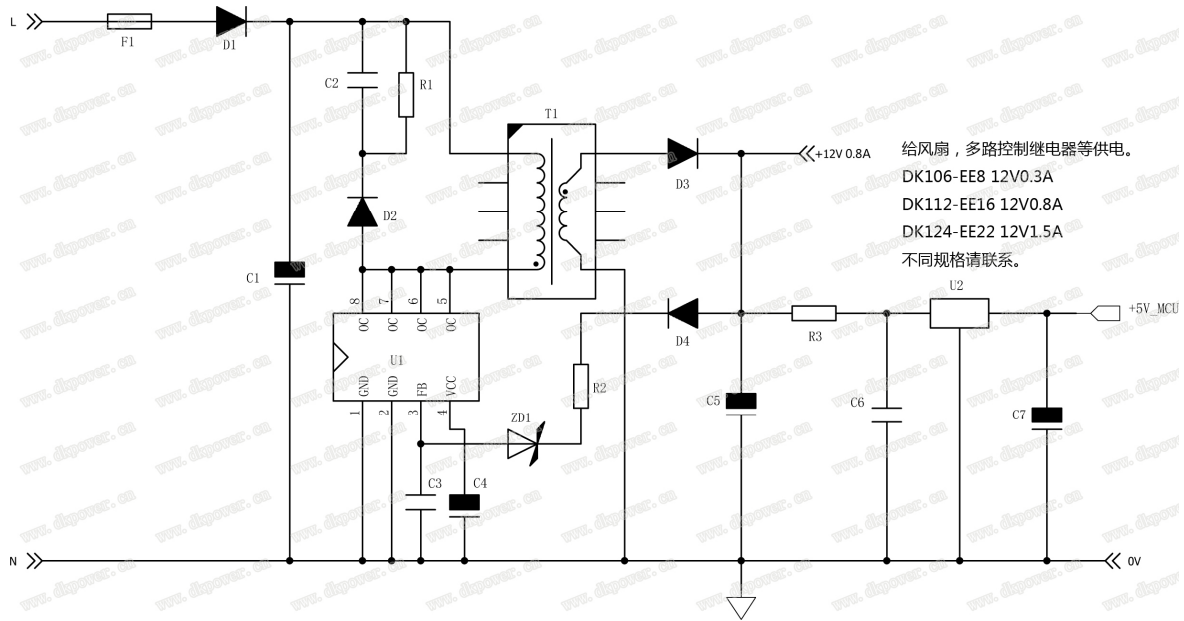 L
F1
D1
C2
R1
T1
D3
+12V 0.8A
给风扇，多路控制继电器等供电。
DK106-EE8 12V0.3A
DK112-EE16 12V0.8A
DK124-EE22 12V1.5A
不同规格请联系。
D2
C1
8
7
6
5
OC
OC
OC
OC
U1
GND
GND
FB
VCC
1
2
3
4
D4
R3
U2
+5V_MCU
R2
ZD1
C5
C6
C7
C3
C4
N
0V
www.dkpower.cn